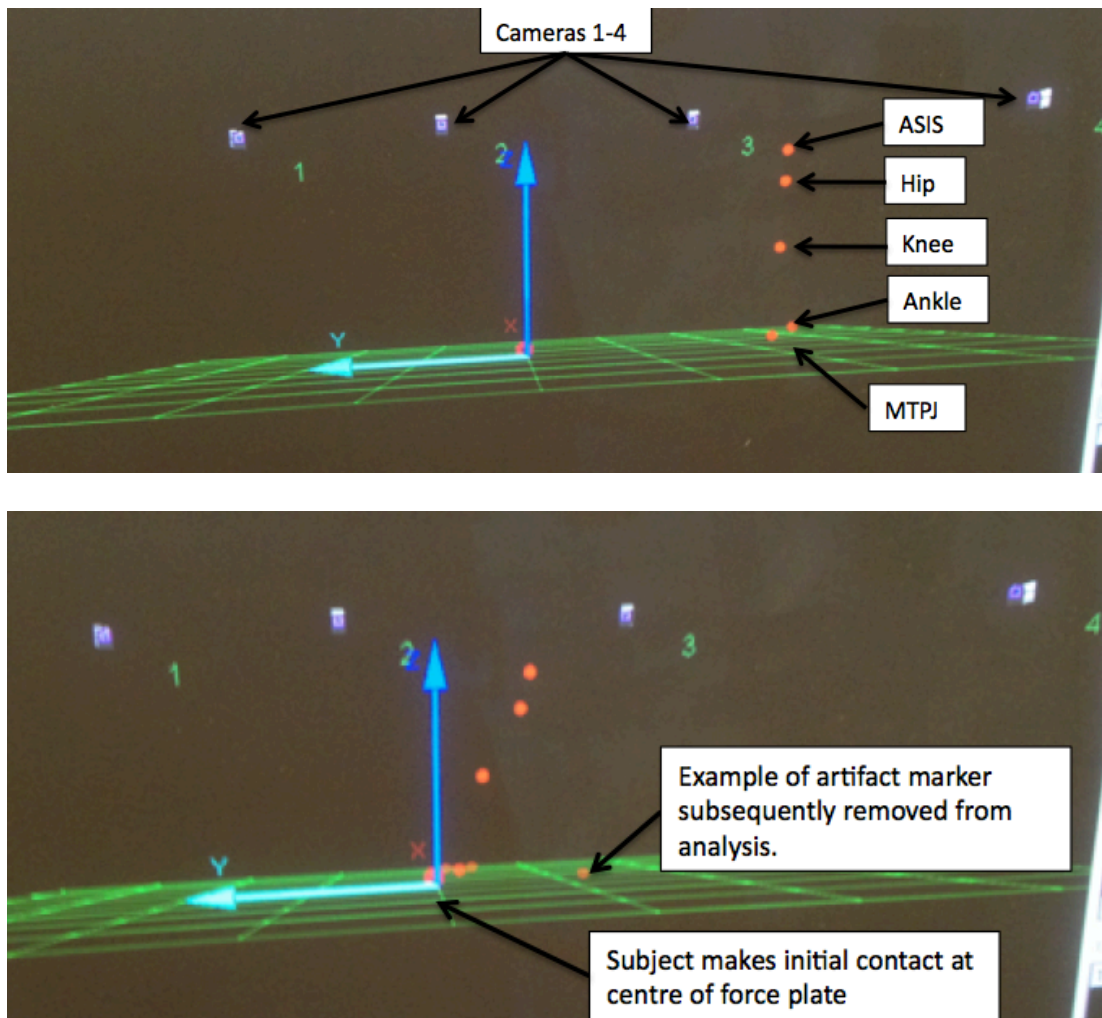 Cameras 1-4
ASIS
4
1
2
Z
3
Hip
Knee
Ankle
X
Y
MTPJ
1
2
Z
3
4
Example of artifact marker
subsequently removed from
analysis.
X
Y
Subject makes initial contact at
centre of force plate